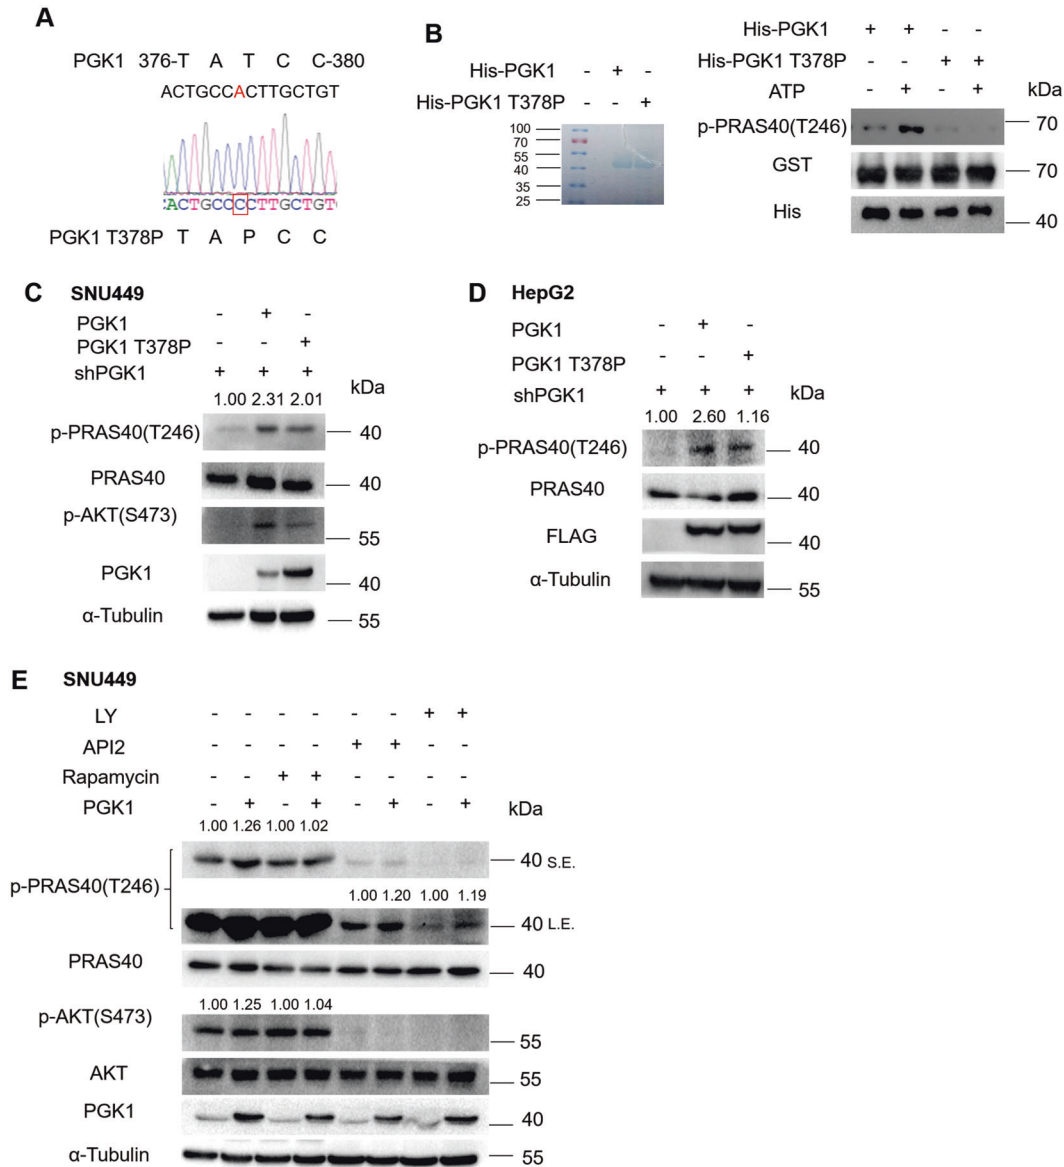 A
PGK1 376-T A T C C-380
ACTGCCACTTGCTGT
:ACTGCCCCTTGCTGT(
PGK1 T378P T A P C C
B
His-PGK1 - + -
His-PGK1 T378P - - +
100
70
55
40
35
25
His-PGK1 + + - -
His-PGK1 T378P - - + +
ATP - + - + kDa
p-PRAS40(T246) 70
GST 70
His 40
C SNU449
PGK1 - + -
PGK1 T378P - - +
shPGK1 + + +
kDa
1.00 2.31 2.01
p-PRAS40(T246) 40
PRAS40 40
p-AKT(S473) 55
PGK1 40
α-Tubulin 55
D HepG2
PGK1 - + -
PGK1 T378P - - +
shPGK1 + + + kDa
1.00 2.60 1.16
p-PRAS40(T246) 40
PRAS40 40
FLAG 40
α-Tubulin 55
E SNU449
LY - - - - - - + +
API2 - - - - + + - -
Rapamycin - - + + - - - -
PGK1 - + - + - + - + kDa
1.00 1.26 1.00 1.02
40 S.E.
p-PRAS40(T246)
1.00 1.20 1.00 1.19
40 L.E.
PRAS40 40
1.00 1.25 1.00 1.04
p-AKT(S473) 55
AKT 55
PGK1 40
α-Tubulin 55